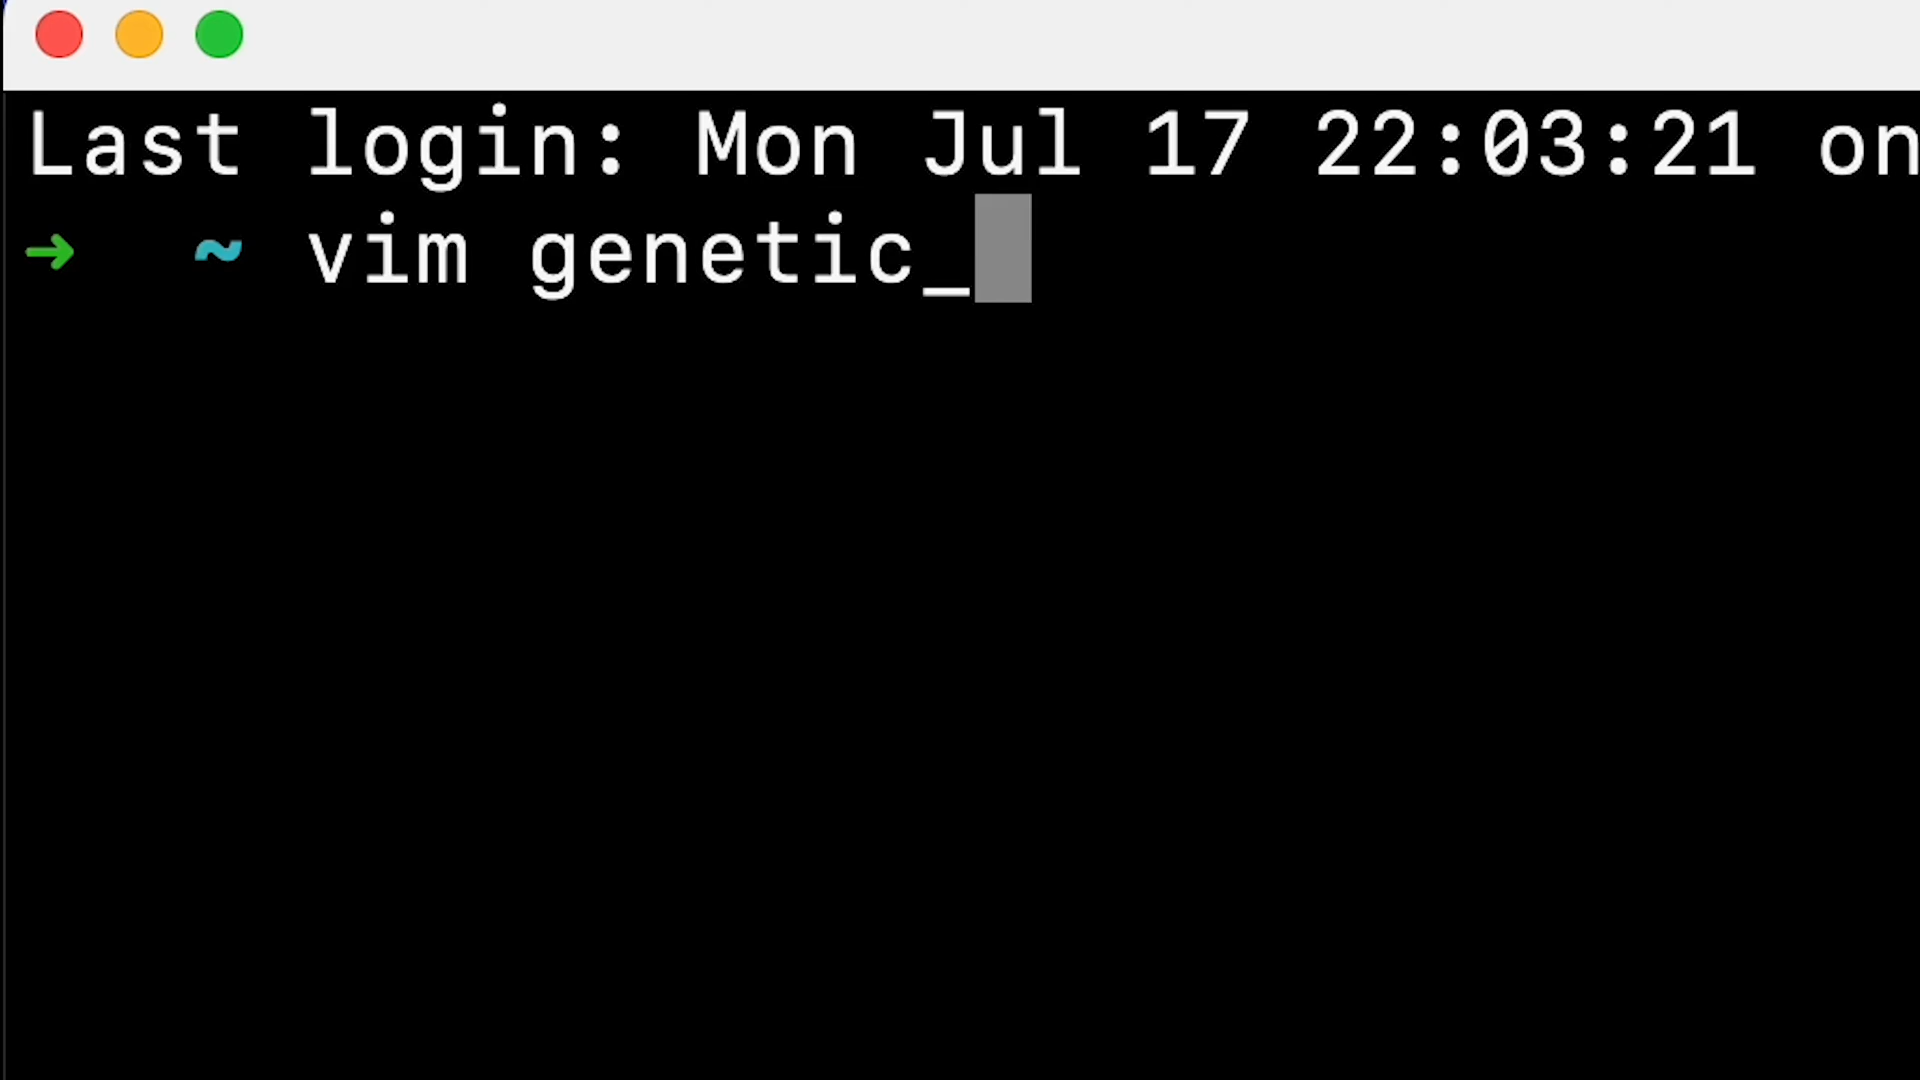 Last login: Mon Jul 17 22:03:21 on
➜ ~ vim genetic_